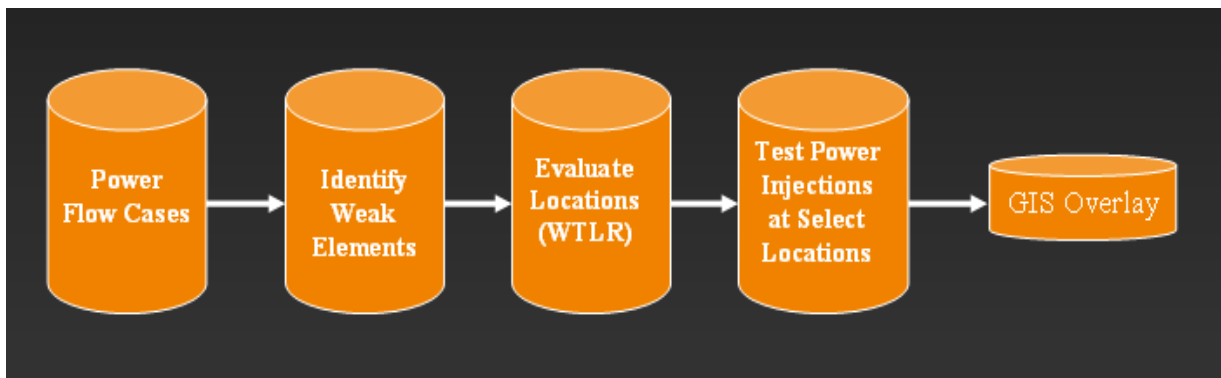 Power
Flow Cases
Identify
Weak
Elements
Evaluate
Locations
(WTLR)
Test Power
Injections
at Select
Locations
GIS Overlay